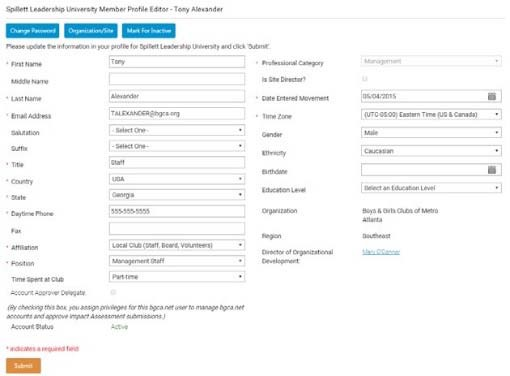 Spillett Leadership University Member Profile Editor - Tony Alexander
Change Password
Organization/Site
Mark For Inactive
Please update the information in your profile for Spillett Leadership University and click 'Submit'.
* First Name
Tony
Middle Name
* Last Name
Alexander
* Email Address
TALEXANDER@bgca.org
Salutation
- Select One -
Suffix
- Select One -
* Title
Staff
* Country
USA
* State
Georgia
* Daytime Phone
555-555-5555
Fax
* Affiliation
Local Club (Staff, Board, Volunteers)
* Position
Management Staff
Time Spent at Club
Part-time
Account Approver Delegate
(By checking this box, you assign privileges for this bgca.net user to manage bgca.net accounts and approve Impact Assessment submissions.)
Account Status
Active
* indicates a required field
Submit
* Professional Category
Management
Is Site Director?
* Date Entered Movement
05/04/2015
* Time Zone
(UTC-05:00) Eastern Time (US & Canada)
Gender
Male
Ethnicity
Caucasian
Birthdate
Education Level
Select an Education Level
Organization
Boys & Girls Clubs of Metro
Atlanta
Region
Southeast
Director of Organizational
Development:
Mary O'Conner